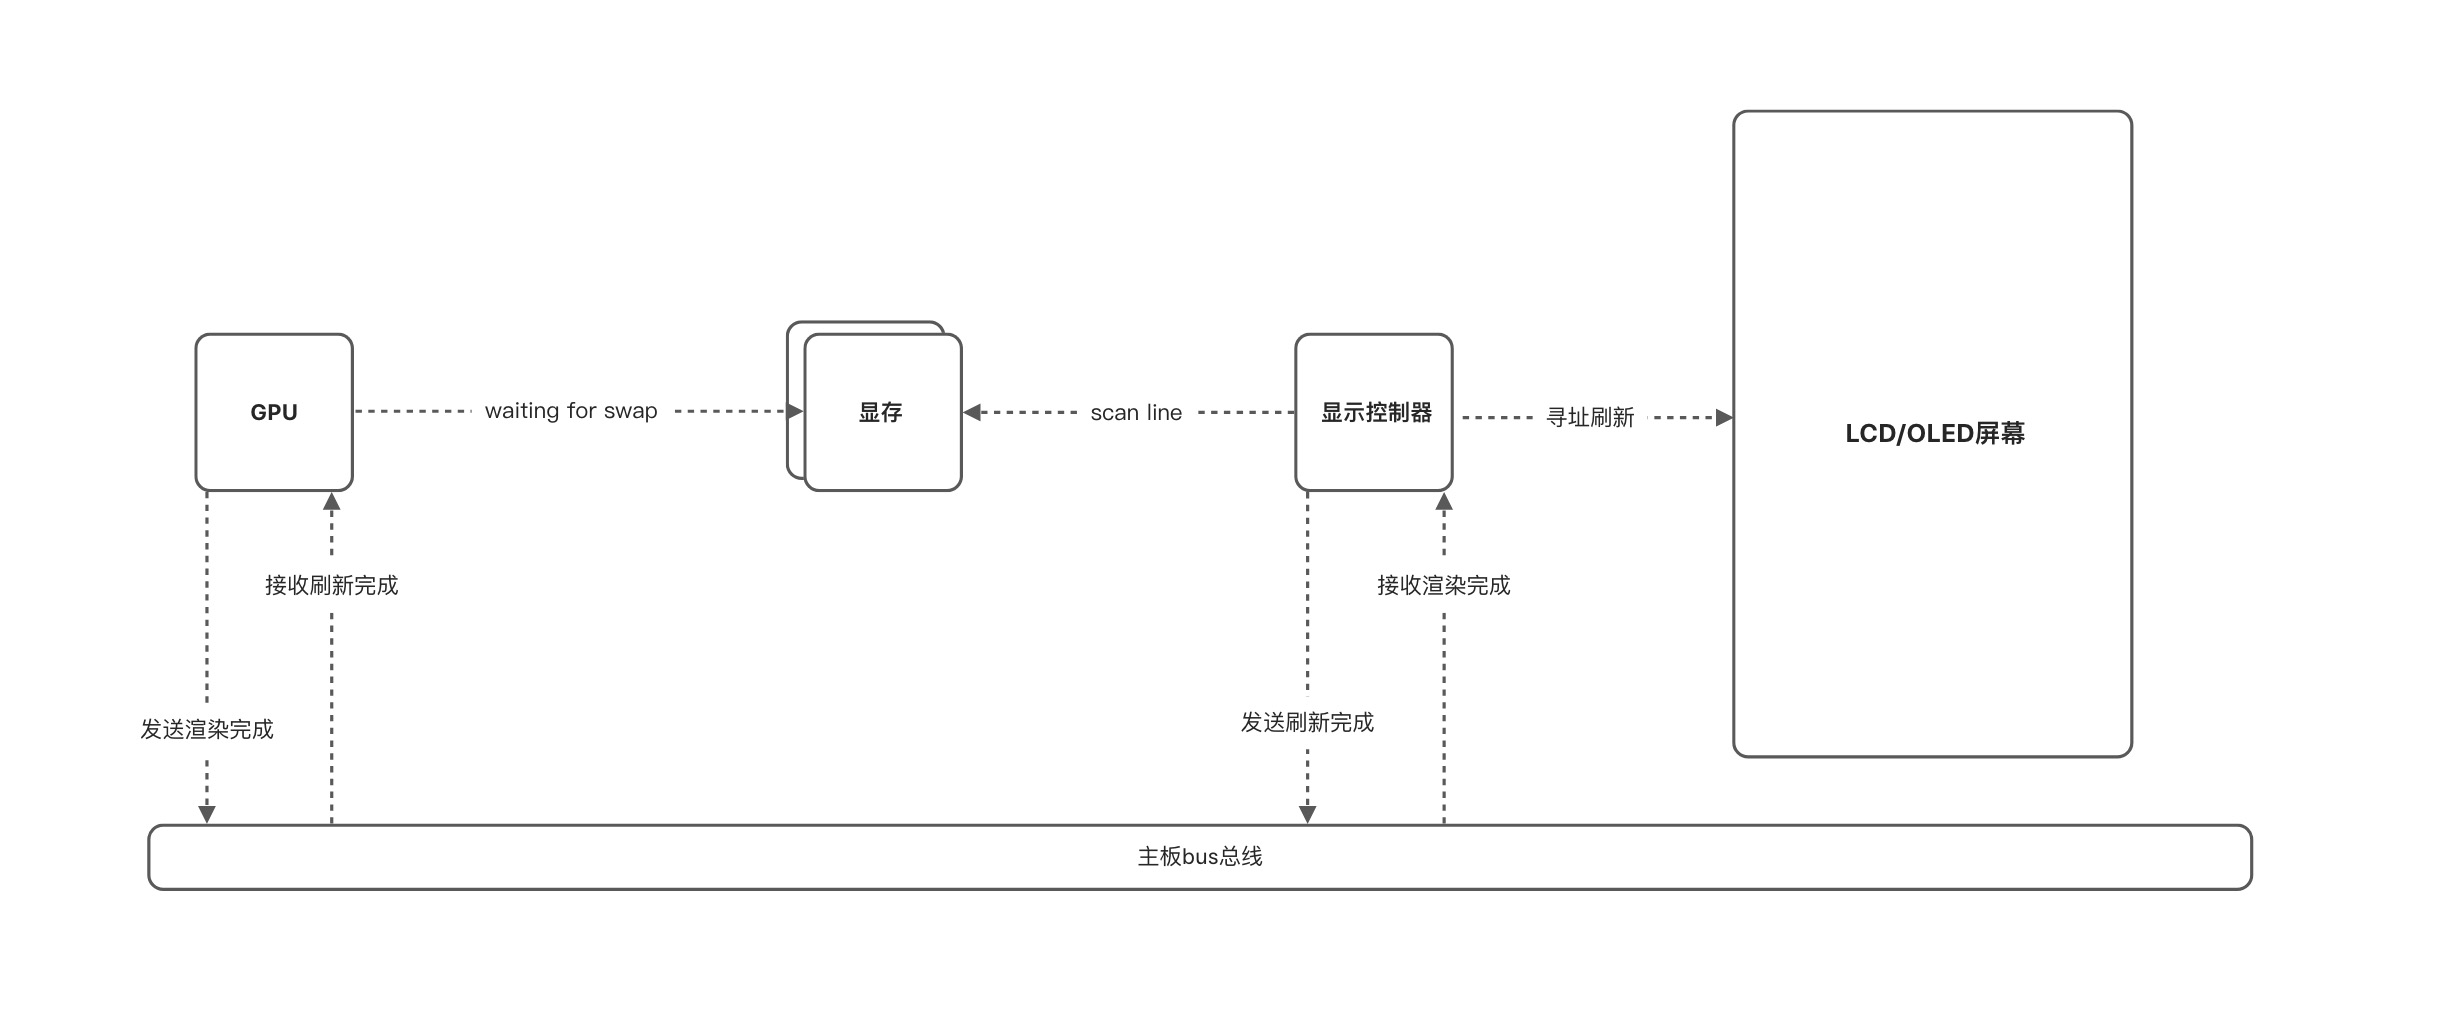 GPU
waiting for swap
显存
scan line
显示控制器
寻址刷新
LCD/OLED屏幕
接收刷新完成
接收渲染完成
发送渲染完成
发送刷新完成
主板bus总线